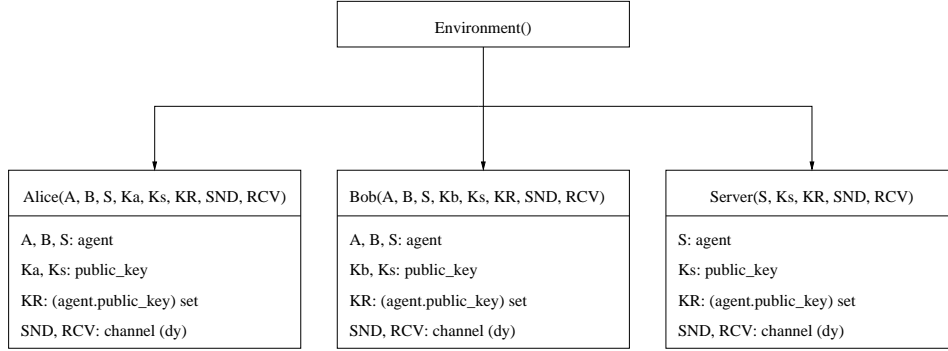 Environment()
Alice(A, B, S, Ka, Ks, KR, SND, RCV)
A, B, S: agent
Ka, Ks: public_key
KR: (agent.public_key) set
SND, RCV: channel (dy)
Bob(A, B, S, Kb, Ks, KR, SND, RCV)
A, B, S: agent
Kb, Ks: public_key
KR: (agent.public_key) set
SND, RCV: channel (dy)
Server(S, Ks, KR, SND, RCV)
S: agent
Ks: public_key
KR: (agent.public_key) set
SND, RCV: channel (dy)